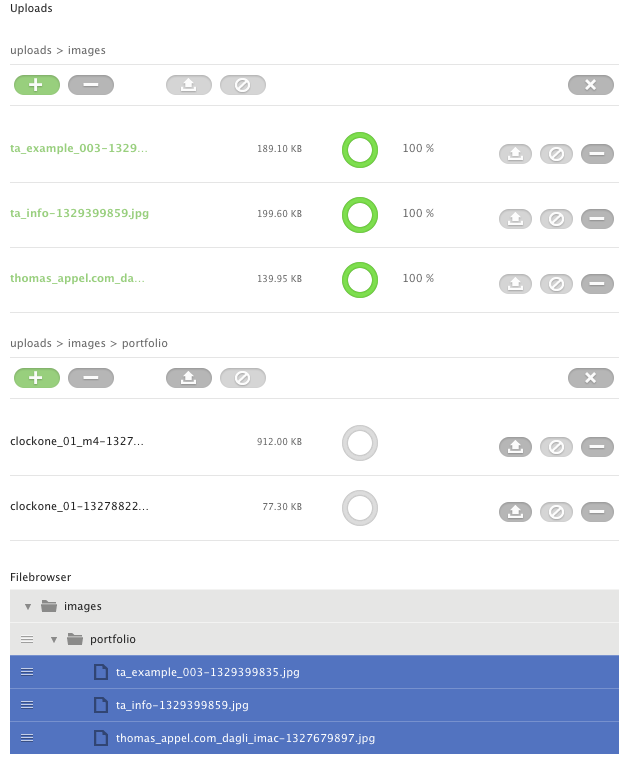 Uploads
uploads > images
ta_example_003-1329... 189.10 KB 100 %
ta_info-1329399859.jpg 199.60 KB 100 %
thomas_appel.com_da... 139.95 KB 100 %
uploads > images > portfolio
clockone_01_m4-1327... 912.00 KB
clockone_01-13278822... 77.30 KB
Filebrowser
images
portfolio
ta_example_003-1329399835.jpg
ta_info-1329399859.jpg
thomas_appel.com_dagli_imac-1327679897.jpg